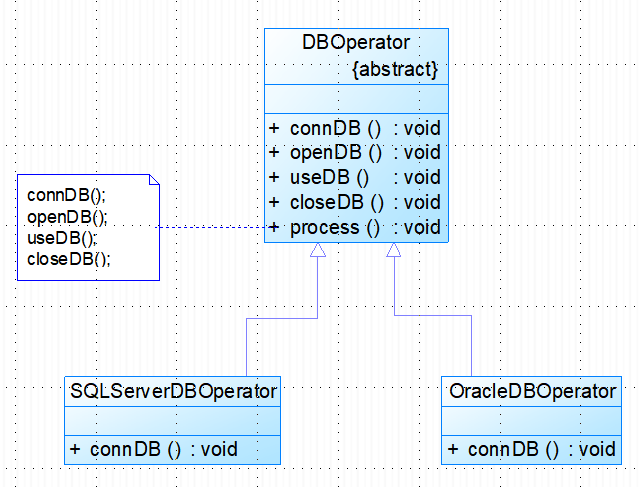 DBOperator
{abstract}
+ connDB () : void
+ openDB () : void
+ useDB () : void
+ closeDB () : void
+ process () : void
connDB();
openDB();
useDB();
closeDB();
SQLServerDBOperator
+ connDB () : void
OracleDBOperator
+ connDB () : void